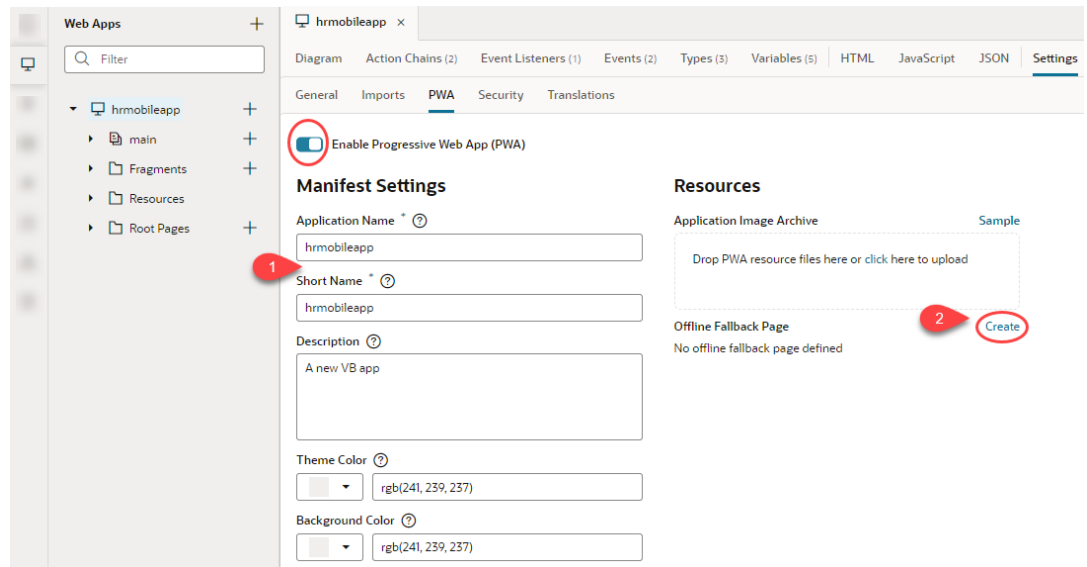 Web Apps
+
Filter
hrmobileapp
+
main
+
Fragments
+
Resources
Root Pages
+
hrmobileapp ×
Diagram Action Chains (2) Event Listeners (1) Events (2) Types (3) Variables (5) HTML JavaScript JSON Settings
General Imports PWA Security Translations
Enable Progressive Web App (PWA)
Manifest Settings
Application Name * ?
hrmobileapp
1
Short Name * ?
hrmobileapp
Description ?
A new VB app
Theme Color ?
rgb(241, 239, 237)
Background Color ?
rgb(241, 239, 237)
Resources
Application Image Archive Sample
Drop PWA resource files here or click here to upload
Offline Fallback Page 2 Create
No offline fallback page defined